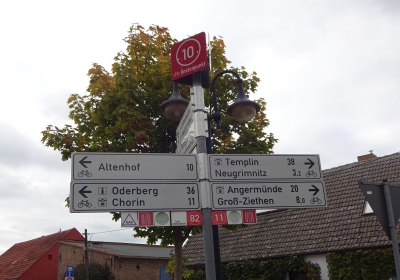 10
Altenhof 10
Oderberg 36
Chorin 11
Templin 38
Neugrimnitz 3,2
Angermünde 20
Groß-Ziethen 8,0
82 11